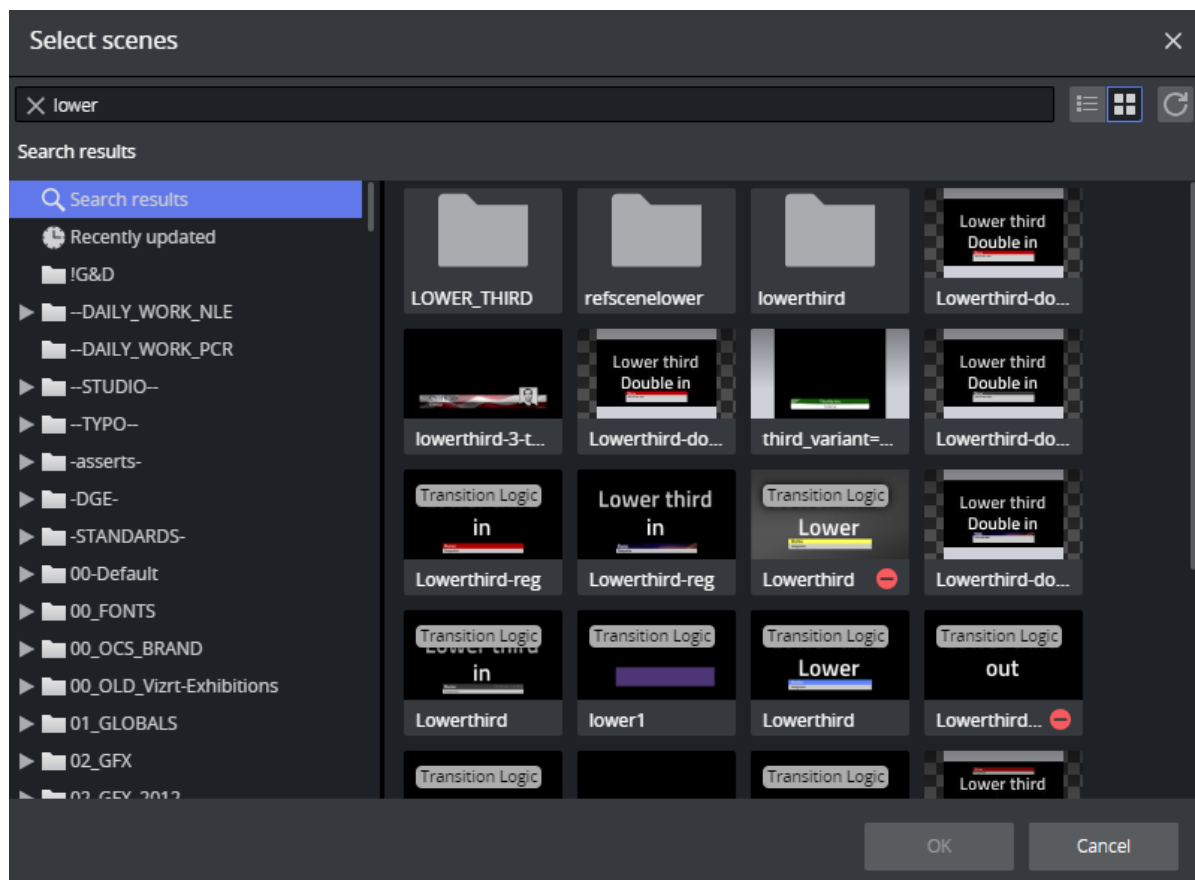 Select scenes
lower
Search results
Search results
Recently updated
!G&D
--DAILY_WORK_NLE
--DAILY_WORK_PCR
--STUDIO--
--TYPO--
-asserts-
-DGE-
-STANDARDS-
00-Default
00_FONTS
00_OCS_BRAND
00_OLD_Vizrt-Exhibitions
01_GLOBALS
02_GFX
02_GFX_2012
LOWER_THIRD
refscenelower
lowerthird
Lower third
Double in
Lowerthird-do...
lowerthird-3-t...
Lower third
Double in
Lowerthird-do...
third_variant=...
Lower third
Double in
Lowerthird-do...
Transition Logic
in
Lowerthird-reg
Lower third
in
Lowerthird-reg
Transition Logic
Lower
Lowerthird
Lower third
Double in
Lowerthird-do...
Transition Logic
Lower third
in
Lowerthird
Transition Logic
lower1
Transition Logic
Lower
Lowerthird
Transition Logic
out
Lowerthird...
Transition Logic
Transition Logic
Lower third
OK
Cancel